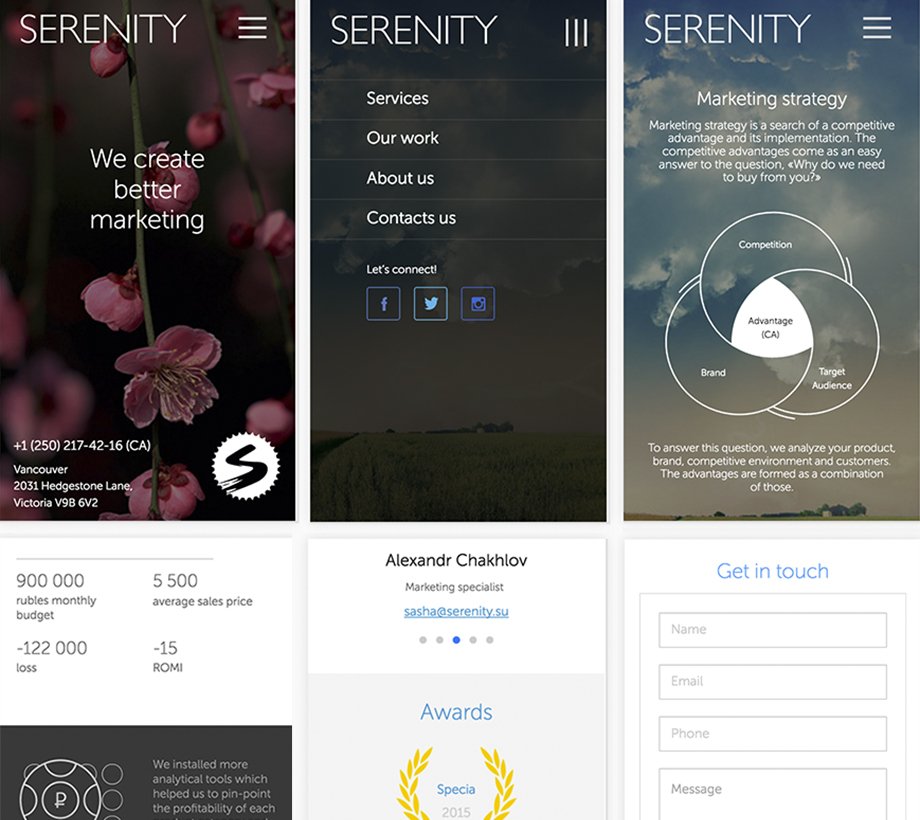 SERENITY
We create
better
marketing
+1 (250) 217-42-16 (CA)
Vancouver
2031 Hedgestone Lane,
Victoria V9B 6V2
SERENITY
Services
Our work
About us
Contacts us
Let's connect!
SERENITY
Marketing strategy
Marketing strategy is a search of a competitive
advantage and its implementation. The
competitive advantages come as an easy
answer to the question, «Why do we need
to buy from you?»
Competition
Advantage
(CA)
Brand
Target
Audience
To answer this question, we analyze your product,
brand, competitive environment and customers.
The advantages are formed as a combination
of those.
900 000
rubles monthly
budget
5 500
average sales price
-122 000
loss
-15
ROMI
We installed more
analytical tools which
helped us to pin-point
the profitability of each
Alexandr Chakhlov
Marketing specialist
sasha@serenity.su
Awards
Specia
2015
Get in touch
Name
Email
Phone
Message